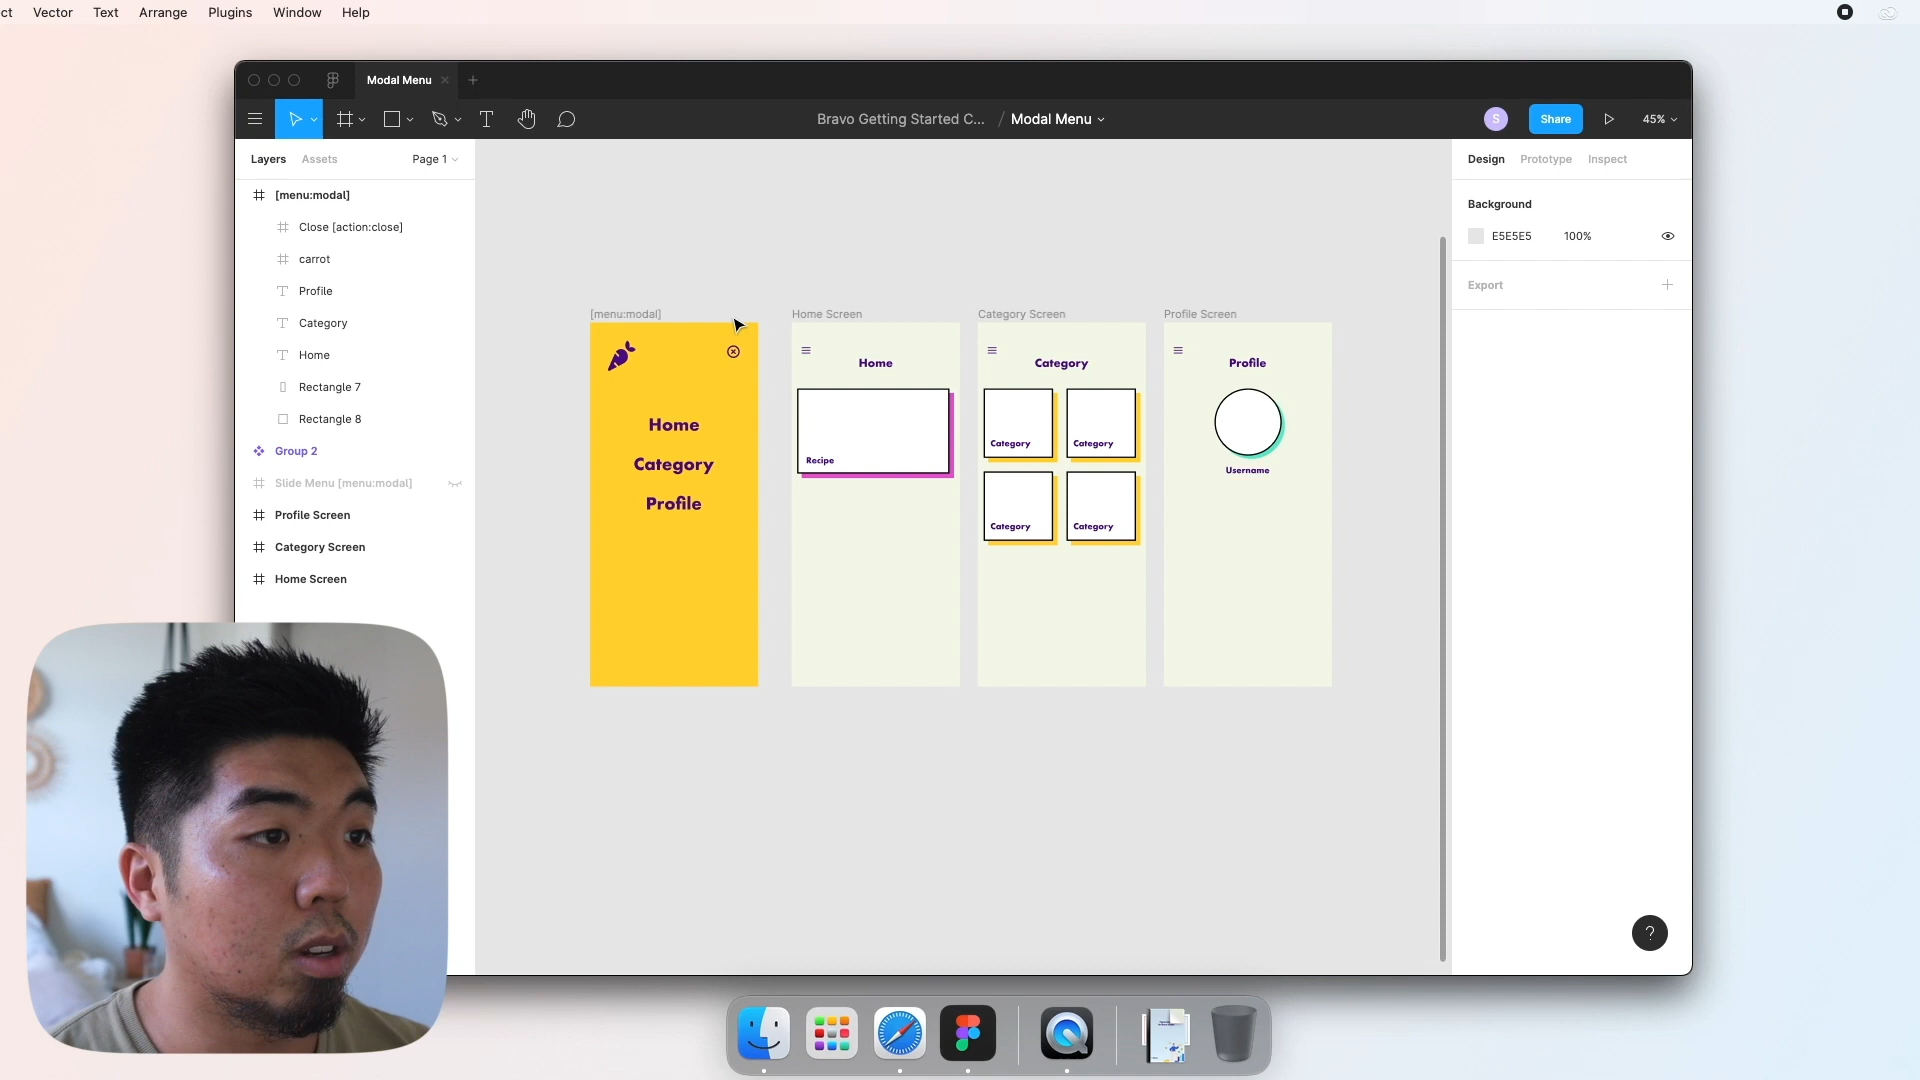 ct Vector Text Arrange Plugins Window Help
Modal Menu
Bravo Getting Started C... / Modal Menu
S
Share
45%
Layers Assets Page 1
Design Prototype Inspect
[menu:modal]
Close [action:close]
carrot
Profile
Category
Home
Rectangle 7
Rectangle 8
Group 2
Slide Menu [menu:modal]
Profile Screen
Category Screen
Home Screen
Background
E5E5E5 100%
Export
[menu:modal]
Home
Category
Profile
Home Screen
Home
Recipe
Category Screen
Category
Category
Category
Category
Category
Profile Screen
Profile
Username
?